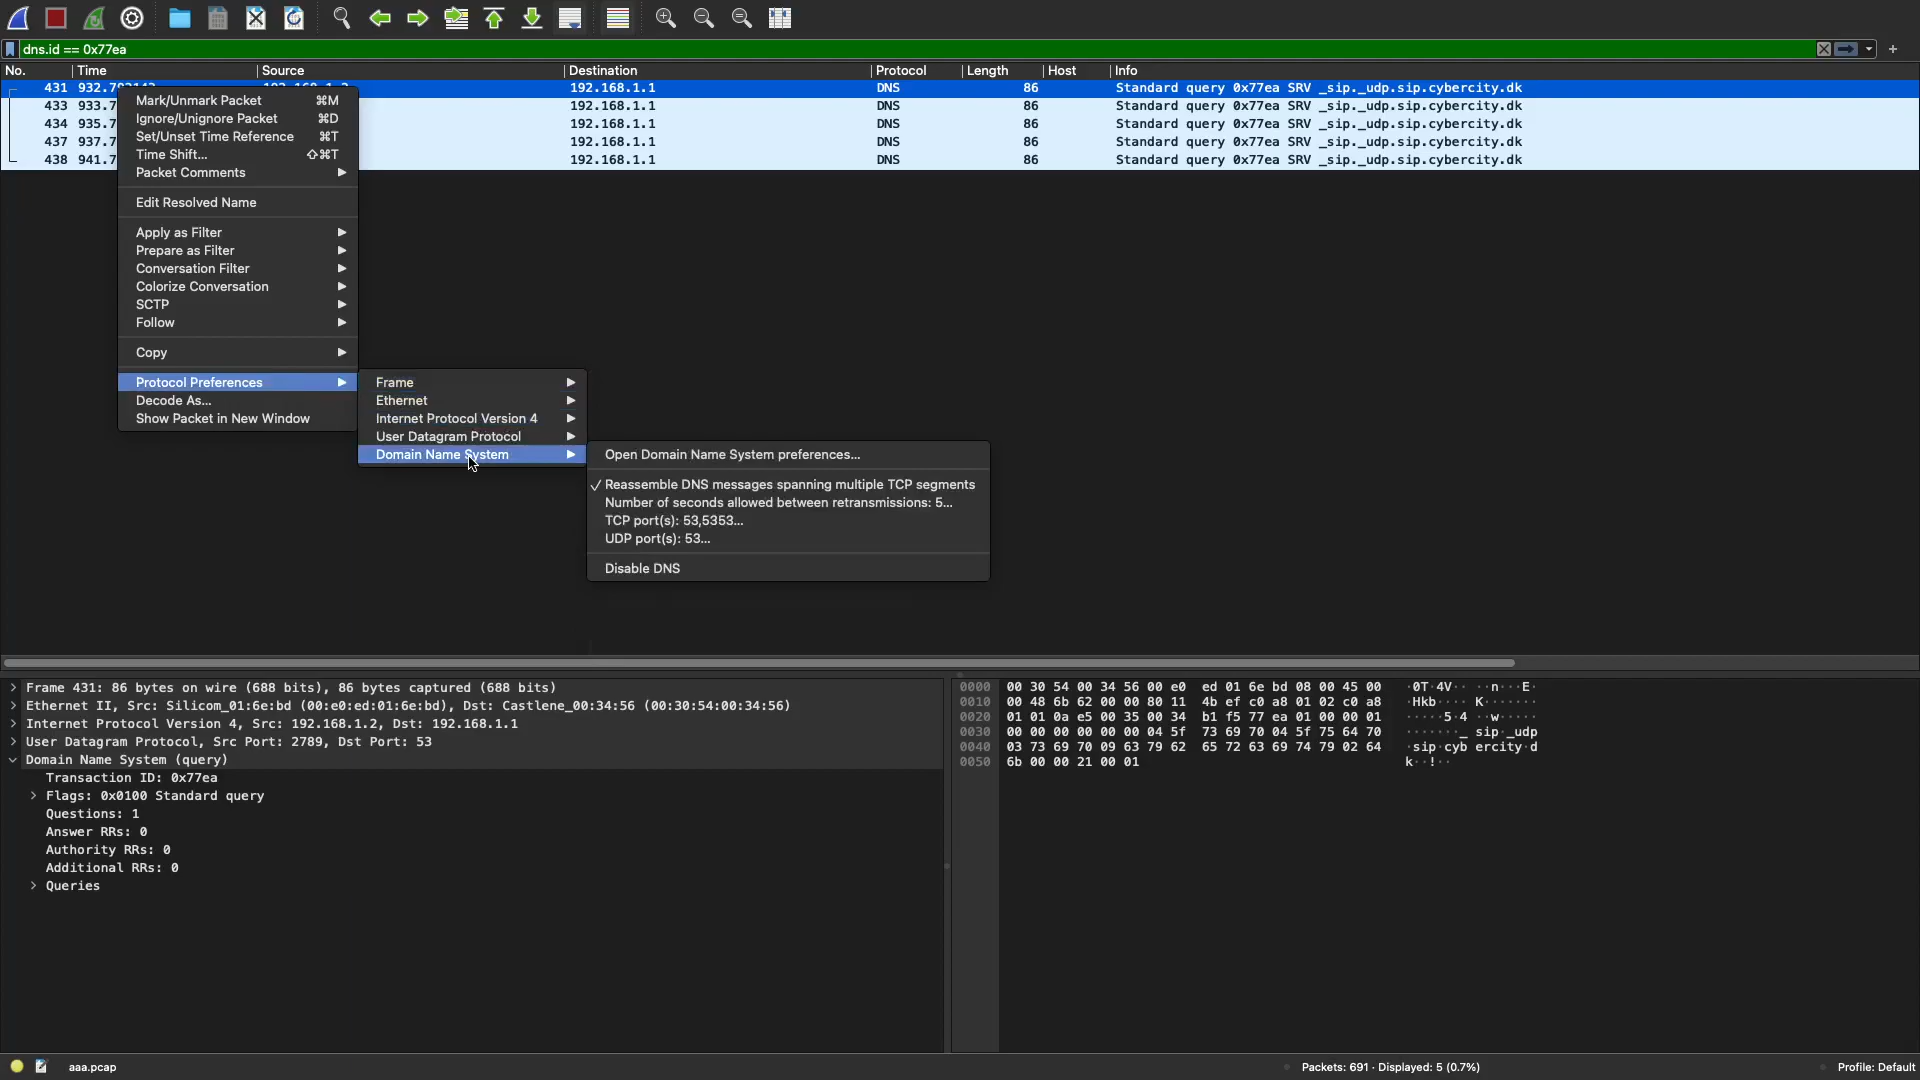 dns.id == 0x77ea
No. Time Source Destination Protocol Length Host Info
431 192.168.1.1 DNS 86 Standard query 0x77ea SRV _sip._udp.sip.cybercity.dk
433 933.7 192.168.1.1 DNS 86 Standard query 0x77ea SRV _sip._udp.sip.cybercity.dk
434 935.7 192.168.1.1 DNS 86 Standard query 0x77ea SRV _sip._udp.sip.cybercity.dk
437 937.7 192.168.1.1 DNS 86 Standard query 0x77ea SRV _sip._udp.sip.cybercity.dk
438 941.7 192.168.1.1 DNS 86 Standard query 0x77ea SRV _sip._udp.sip.cybercity.dk
Mark/Unmark Packet ⌘M
Ignore/Unignore Packet ⌘D
Set/Unset Time Reference ⌘T
Time Shift... ⇧⌘T
Packet Comments
Edit Resolved Name
Apply as Filter
Prepare as Filter
Conversation Filter
Colorize Conversation
SCTP
Follow
Copy
Protocol Preferences
Decode As...
Show Packet in New Window
Frame
Ethernet
Internet Protocol Version 4
User Datagram Protocol
Domain Name System
Open Domain Name System preferences...
✓ Reassemble DNS messages spanning multiple TCP segments
Number of seconds allowed between retransmissions: 5...
TCP port(s): 53,5353...
UDP port(s): 53...
Disable DNS
Frame 431: 86 bytes on wire (688 bits), 86 bytes captured (688 bits)
Ethernet II, Src: Silicom_01:6e:bd (00:e0:ed:01:6e:bd), Dst: Castlene_00:34:56 (00:30:54:00:34:56)
Internet Protocol Version 4, Src: 192.168.1.2, Dst: 192.168.1.1
User Datagram Protocol, Src Port: 2789, Dst Port: 53
Domain Name System (query)
Transaction ID: 0x77ea
Flags: 0x0100 Standard query
Questions: 1
Answer RRs: 0
Authority RRs: 0
Additional RRs: 0
Queries
0000 00 30 54 00 34 56 00 e0 ed 01 6e bd 08 00 45 00 ·0T·4V·· ··n···E·
0010 00 48 6b 62 00 00 80 11 4b ef c0 a8 01 02 c0 a8 ·Hkb···· K·······
0020 01 01 0a e5 00 35 00 34 b1 f5 77 ea 01 00 00 01 ·····5·4 ··w·····
0030 00 00 00 00 00 00 04 5f 73 69 70 04 5f 75 64 70 ·······_ sip·_udp
0040 03 73 69 70 09 63 79 62 65 72 63 69 74 79 02 64 ·sip·cyb ercity·d
0050 6b 00 00 21 00 01 k··!··
aaa.pcap
Packets: 691 · Displayed: 5 (0.7%)
Profile: Default